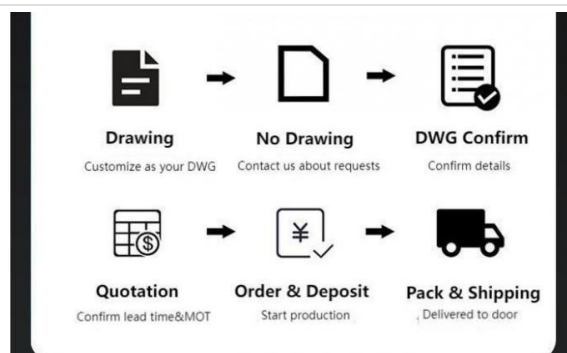 Drawing
No Drawing
DWG Confirm
Customize as your DWG
Contact us about requests
Confirm details
$
¥
Quotation
Order & Deposit
Pack & Shipping
Confirm lead time&MOT
Start production
Delivered to door